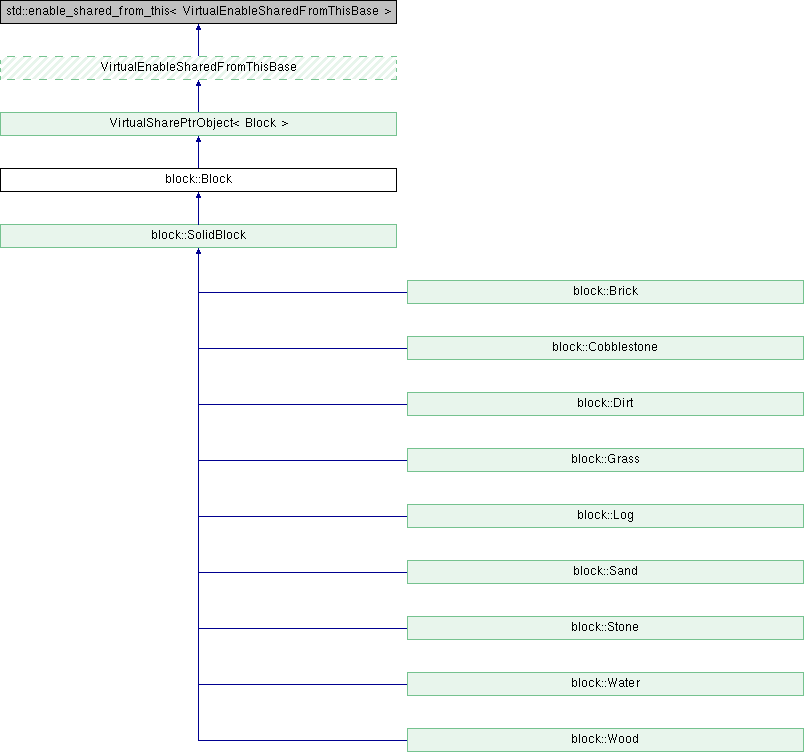 std::enable_shared_from_this< VirtualEnableSharedFromThisBase >
VirtualEnableSharedFromThisBase
VirtualSharePtrObject< Block >
block::Block
block::SolidBlock
block::Brick
block::Cobblestone
block::Dirt
block::Grass
block::Log
block::Sand
block::Stone
block::Water
block::Wood